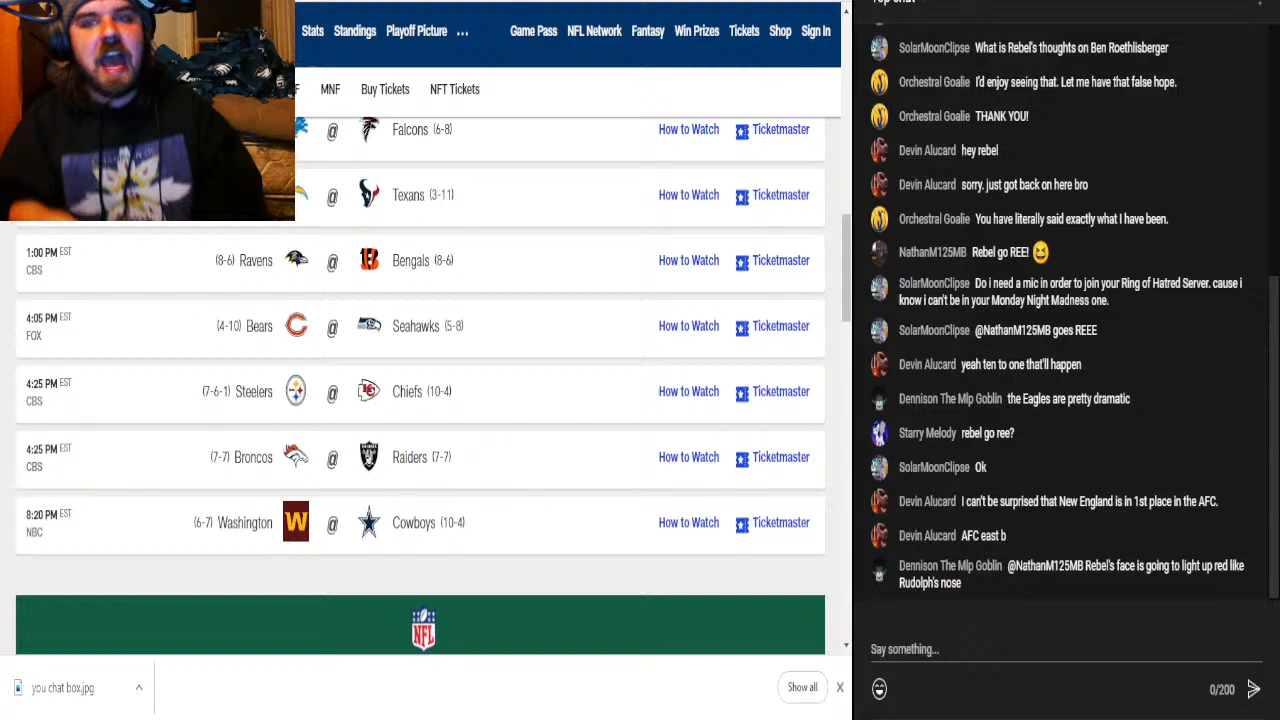 Stats Standings Playoff Picture ... Game Pass NFL Network Fantasy Win Prizes Tickets Shop Sign In
MNF Buy Tickets NFT Tickets
@ Falcons (6-8) How to Watch Ticketmaster
@ Texans (3-11) How to Watch Ticketmaster
1:00 PM EST
CBS
(8-6) Ravens @ Bengals (8-6) How to Watch Ticketmaster
4:05 PM EST
FOX
(4-10) Bears @ Seahawks (5-8) How to Watch Ticketmaster
4:25 PM EST
CBS
(7-6-1) Steelers @ Chiefs (10-4) How to Watch Ticketmaster
4:25 PM EST
CBS
(7-7) Broncos @ Raiders (7-7) How to Watch Ticketmaster
8:20 PM EST
NBC
(6-7) Washington W @ Cowboys (10-4) How to Watch Ticketmaster
NFL
you chat box.jpg
Show all X
SolarMoonClipse What is Rebel's thoughts on Ben Roethlisberger
Orchestral Goalie I'd enjoy seeing that. Let me have that false hope.
Orchestral Goalie THANK YOU!
Devin Alucard hey rebel
Devin Alucard sorry. just got back on here bro
Orchestral Goalie You have literally said exactly what I have been.
NathanM125MB Rebel go REE! 😆
SolarMoonClipse Do i need a mic in order to join your Ring of Hatred Server. cause i
know i can't be in your Monday Night Madness one.
SolarMoonClipse @NathanM125MB goes REEE
Devin Alucard yeah ten to one that'll happen
Dennison The Mlp Goblin the Eagles are pretty dramatic
Starry Melody rebel go ree?
SolarMoonClipse Ok
Devin Alucard I can't be surprised that New England is in 1st place in the AFC.
Devin Alucard AFC east b
Dennison The Mlp Goblin @NathanM125MB Rebel's face is going to light up red like
Rudolph's nose
Say something...
0/200